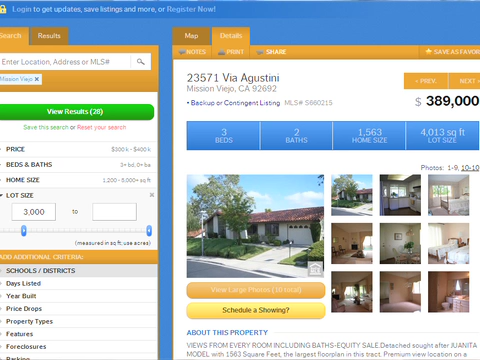 Login to get updates, save listings and more, or Register Now!
Search
Results
Enter Location, Address or MLS#
SEARCH
Mission Viejo ×
View Results (28)
Save this search or Reset your search
PRICE $300k - $400k
BEDS & BATHS 3+ bd, 0+ ba
HOME SIZE 1,200 - 5,000+ sq ft
LOT SIZE
3,000 to
(measured in sq ft; use acres)
ADD ADDITIONAL CRITERIA:
SCHOOLS / DISTRICTS
Days Listed
Year Built
Price Drops
Property Types
Features
Foreclosures
Parking
Map
Details
NOTES
PRINT
SHARE
SAVE AS FAVOR
23571 Via Agustini
Mission Viejo, CA 92692
< PREV.
NEXT >
• Backup or Contingent Listing MLS# S660215
$ 389,000
3
BEDS
2
BATHS
1,563
HOME SIZE
4,013 sq ft
LOT SIZE
Photos: 1-9, 10-10
View Large Photos (10 total)
Schedule a Showing?
ABOUT THIS PROPERTY
VIEWS FROM EVERY ROOM INCLUDING BATHS-EQUITY SALE.Detached sought after JUANITA
MODEL with 1563 Square Feet, the largest floorplan in this tract. Premium view location on a